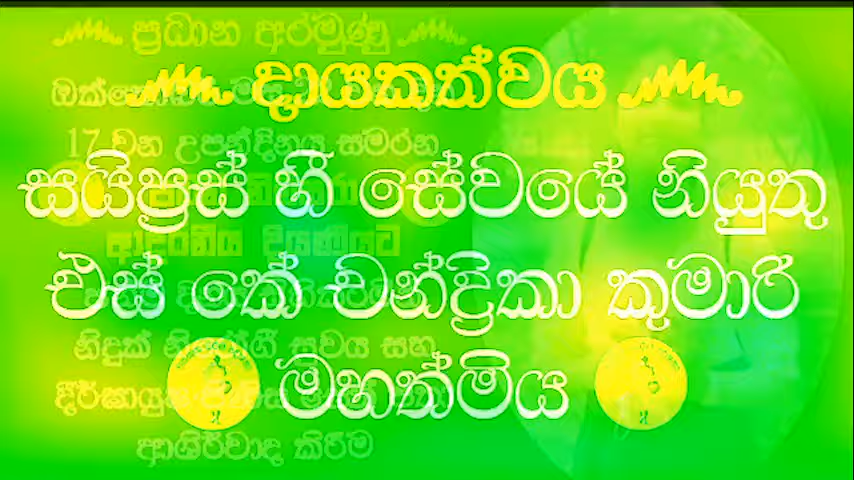 ප්‍රධාන අරමුණු
දායකත්වය
17 වන උපන්දිනය සමරන
සයිප්‍රස් හී සේවයේ නියුතු
ආදරණීය දියණියට
එස් කේ චන්ද්‍රිකා කුමාරි
නිදුක් නිරෝගී සුවය සහ
මහත්මිය
ආශිර්වාද කිරීම